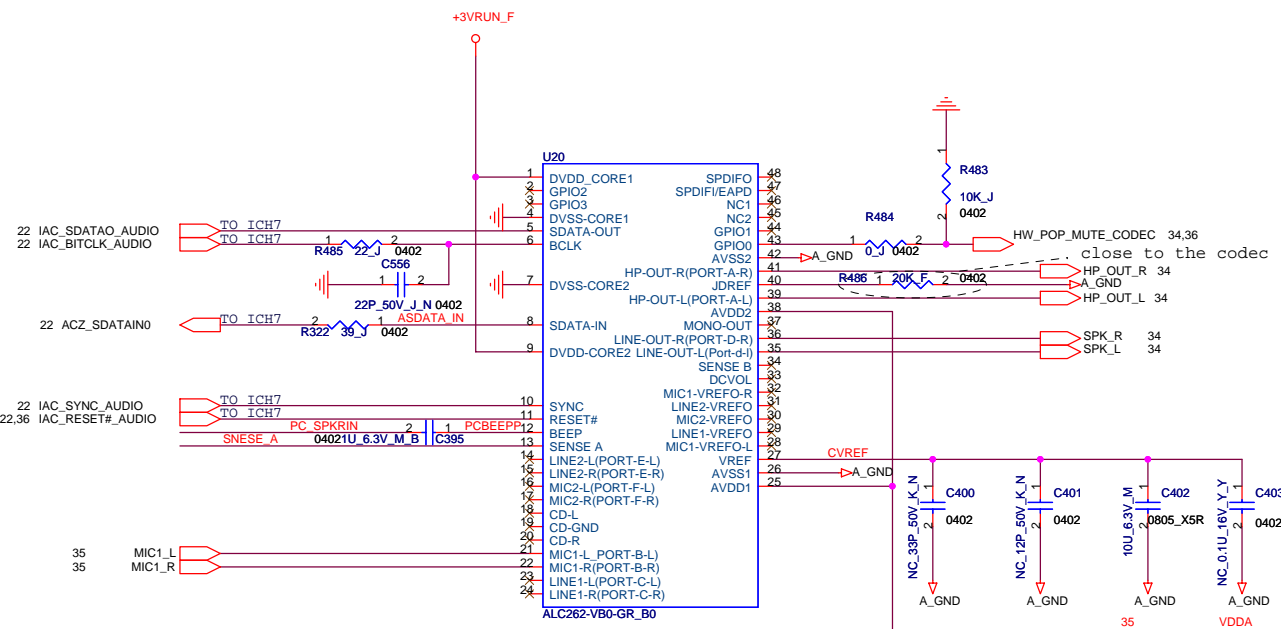 +3VRUN_F
U20
1 DVDD_CORE1 SPDIFO 48
2 GPIO2 SPDIFI/EAPD 47
3 GPIO3 NC1 46
4 DVSS-CORE1 NC2 45
22 IAC_SDATAO_AUDIO TO ICH7 5 SDATA-OUT GPIO1 44
22 IAC_BITCLK_AUDIO TO ICH7 R485 1 22_J 2 0402 6 BCLK GPIO0 43 1 R484 0_J 2 0402 HW_POP_MUTE_CODEC 34,36
1 R483 10K_J 2 0402
AVSS2 42 A_GND
close to the codec
C556 1 2 22P_50V_J_N 0402
HP-OUT-R(PORT-A-R) 41 HP_OUT_R 34
7 DVSS-CORE2 JDREF 40 R486 1 20K_F 2 0402 A_GND
HP-OUT-L(PORT-A-L) 39 HP_OUT_L 34
AVDD2 38
22 ACZ_SDATAIN0 TO ICH7 R322 2 39_J 1 0402 ASDATA_IN 8 SDATA-IN MONO-OUT 37
LINE-OUT-R(PORT-D-R) 36 SPK_R 34
9 DVDD-CORE2 LINE-OUT-L(Port-d-l) 35 SPK_L 34
SENSE B 34
DCVOL 33
MIC1-VREFO-R 32
22 IAC_SYNC_AUDIO TO ICH7 10 SYNC LINE2-VREFO 31
22,36 IAC_RESET#_AUDIO TO ICH7 11 RESET# MIC2-VREFO 30
PC_SPKRIN 2 1 PCBEEPP 12 BEEP LINE1-VREFO 29
SNESE_A 0402 1U_6.3V_M_B C395 13 SENSE A MIC1-VREFO-L 28
14 LINE2-L(PORT-E-L) VREF 27 CVREF
15 LINE2-R(PORT-E-R) AVSS1 26 A_GND
16 MIC2-L(PORT-F-L) AVDD1 25
17 MIC2-R(PORT-F-R)
18 CD-L
19 CD-GND
20 CD-R
35 MIC1_L 21 MIC1-L_PORT-B-L)
35 MIC1_R 22 MIC1-R(PORT-B-R)
23 LINE1-L(PORT-C-L)
24 LINE1-R(PORT-C-R)
ALC262-VB0-GR_B0
NC_33P_50V_K_N 1 2 C400 0402 A_GND
NC_12P_50V_K_N 1 2 C401 0402 A_GND
10U_6.3V_M 1 2 C402 0805_X5R A_GND
NC_0.1U_16V_Y_Y 1 2 C403 0402 A_GND
35 VDDA